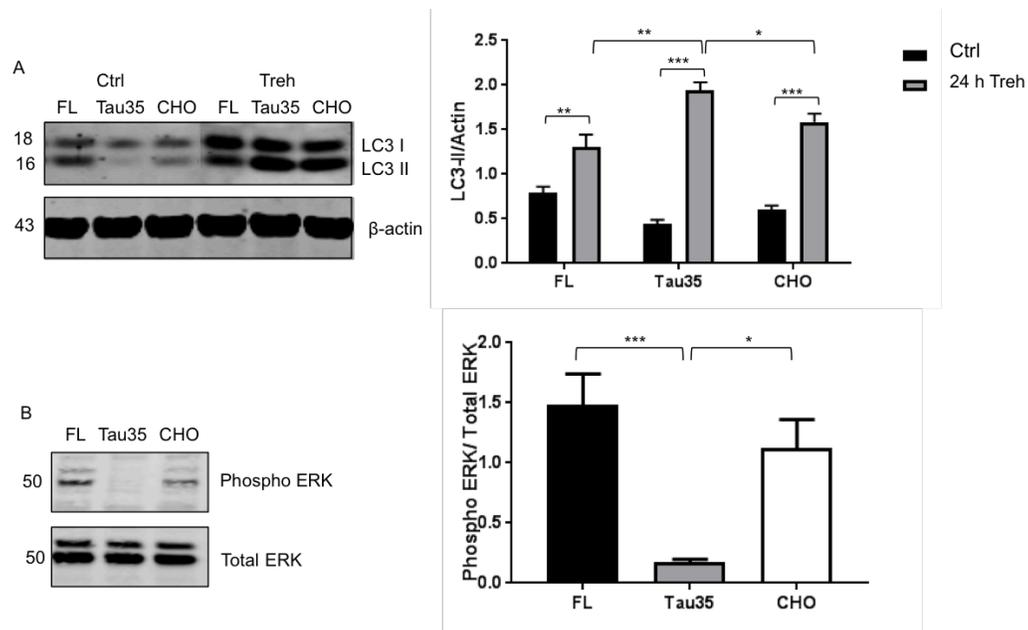 A
Ctrl Treh
FL Tau35 CHO FL Tau35 CHO
18 LC3 I
16 LC3 II
43 β-actin
LC3-II/Actin
2.5
2.0
1.5
1.0
0.5
0.0
** *
***
** ***
FL Tau35 CHO
Ctrl
24 h Treh
B
FL Tau35 CHO
50 Phospho ERK
50 Total ERK
Phospho ERK/ Total ERK
2.0
1.5
1.0
0.5
0.0
*** *
FL Tau35 CHO